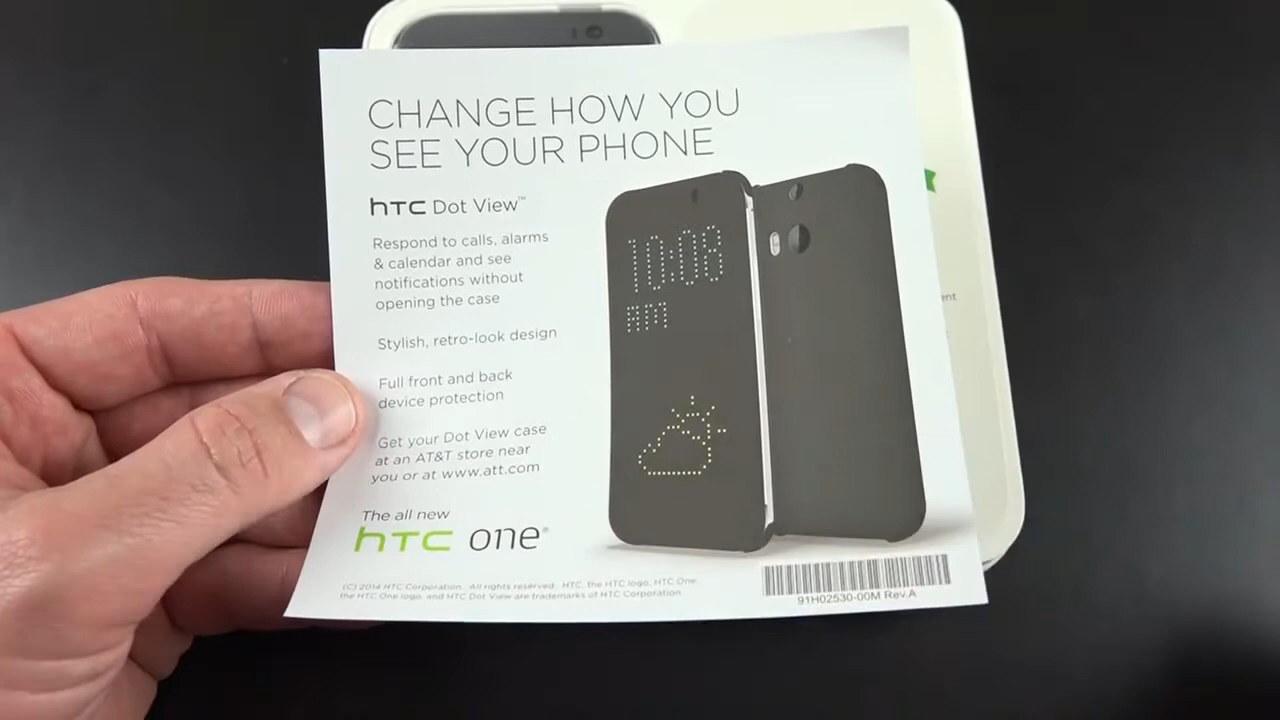 CHANGE HOW YOU
SEE YOUR PHONE
hTC Dot View™
Respond to calls, alarms
& calendar and see
notifications without
opening the case
Stylish, retro-look design
Full front and back
device protection
Get your Dot View case
at an AT&T store near
you or at www.att.com
The all new
hTC one®
(C) 2014 HTC Corporation. All rights reserved. HTC, the HTC logo, HTC One,
the HTC One logo, and HTC Dot View are trademarks of HTC Corporation.
10:08
AM
91H02530-00M Rev.A